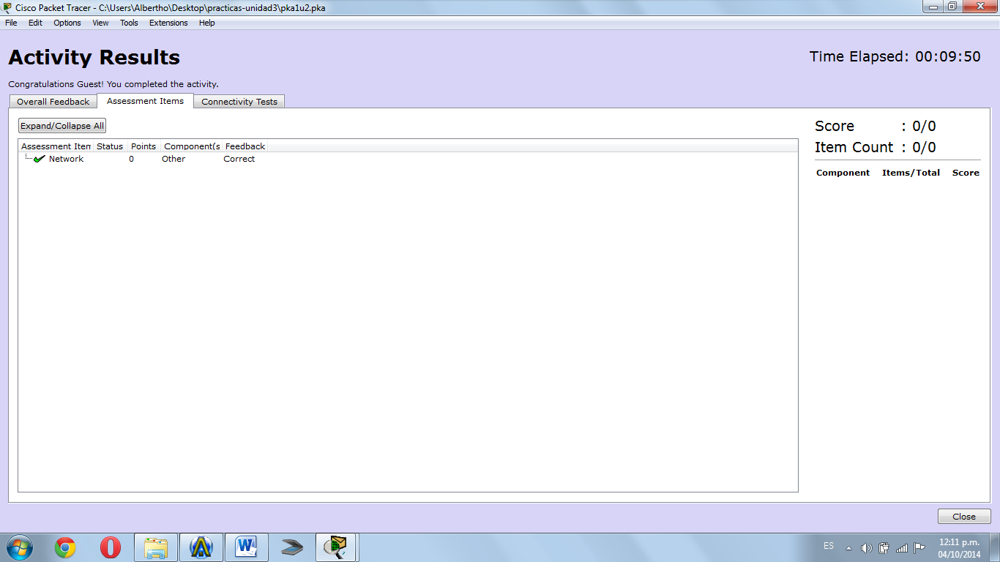 Cisco Packet Tracer - C:\Users\Albertho\Desktop\practicas-unidad3\pka1u2.pka
File Edit Options View Tools Extensions Help
Activity Results
Time Elapsed: 00:09:50
Congratulations Guest! You completed the activity.
Overall Feedback Assessment Items Connectivity Tests
Expand/Collapse All
Assessment Iten Status Points Component(s Feedback
Network 0 Other Correct
Score : 0/0
Item Count : 0/0
Component Items/Total Score
Close
ES
12:11 p.m.
04/10/2014